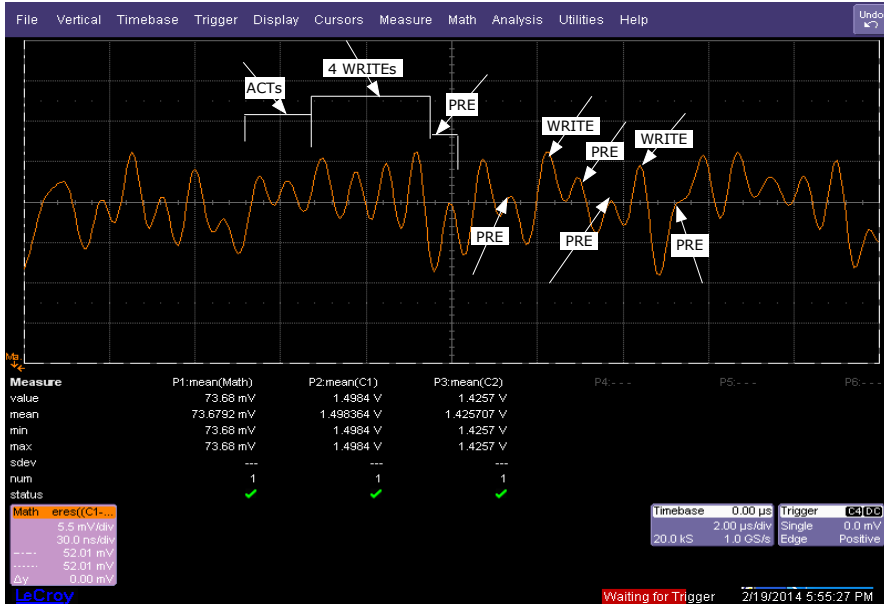 File Vertical Timebase Trigger Display Cursors Measure Math Analysis Utilities Help
Undo
4 WRITEs
ACTs
PRE
WRITE
WRITE
PRE
PRE
PRE
PRE
Ma.
Measure P1:mean(Math) P2:mean(C1) P3:mean(C2) P4:- - - P5:- - - P6:- - -
value 73.68 mV 1.4984 V 1.4257 V
mean 73.6792 mV 1.498364 V 1.425707 V
min 73.68 mV 1.4984 V 1.4257 V
max 73.68 mV 1.4984 V 1.4257 V
sdev --- --- ---
num 1 1 1
status
Math eres((C1-...
5.5 mV/div
30.0 ns/div
52.01 mV
52.01 mV
Δy 0.00 mV
Timebase 0.00 µs
2.00 µs/div
20.0 kS 1.0 GS/s
Trigger C4 DC
Single 0.0 mV
Edge Positive
LeCroy
Waiting for Trigger
2/19/2014 5:55:27 PM